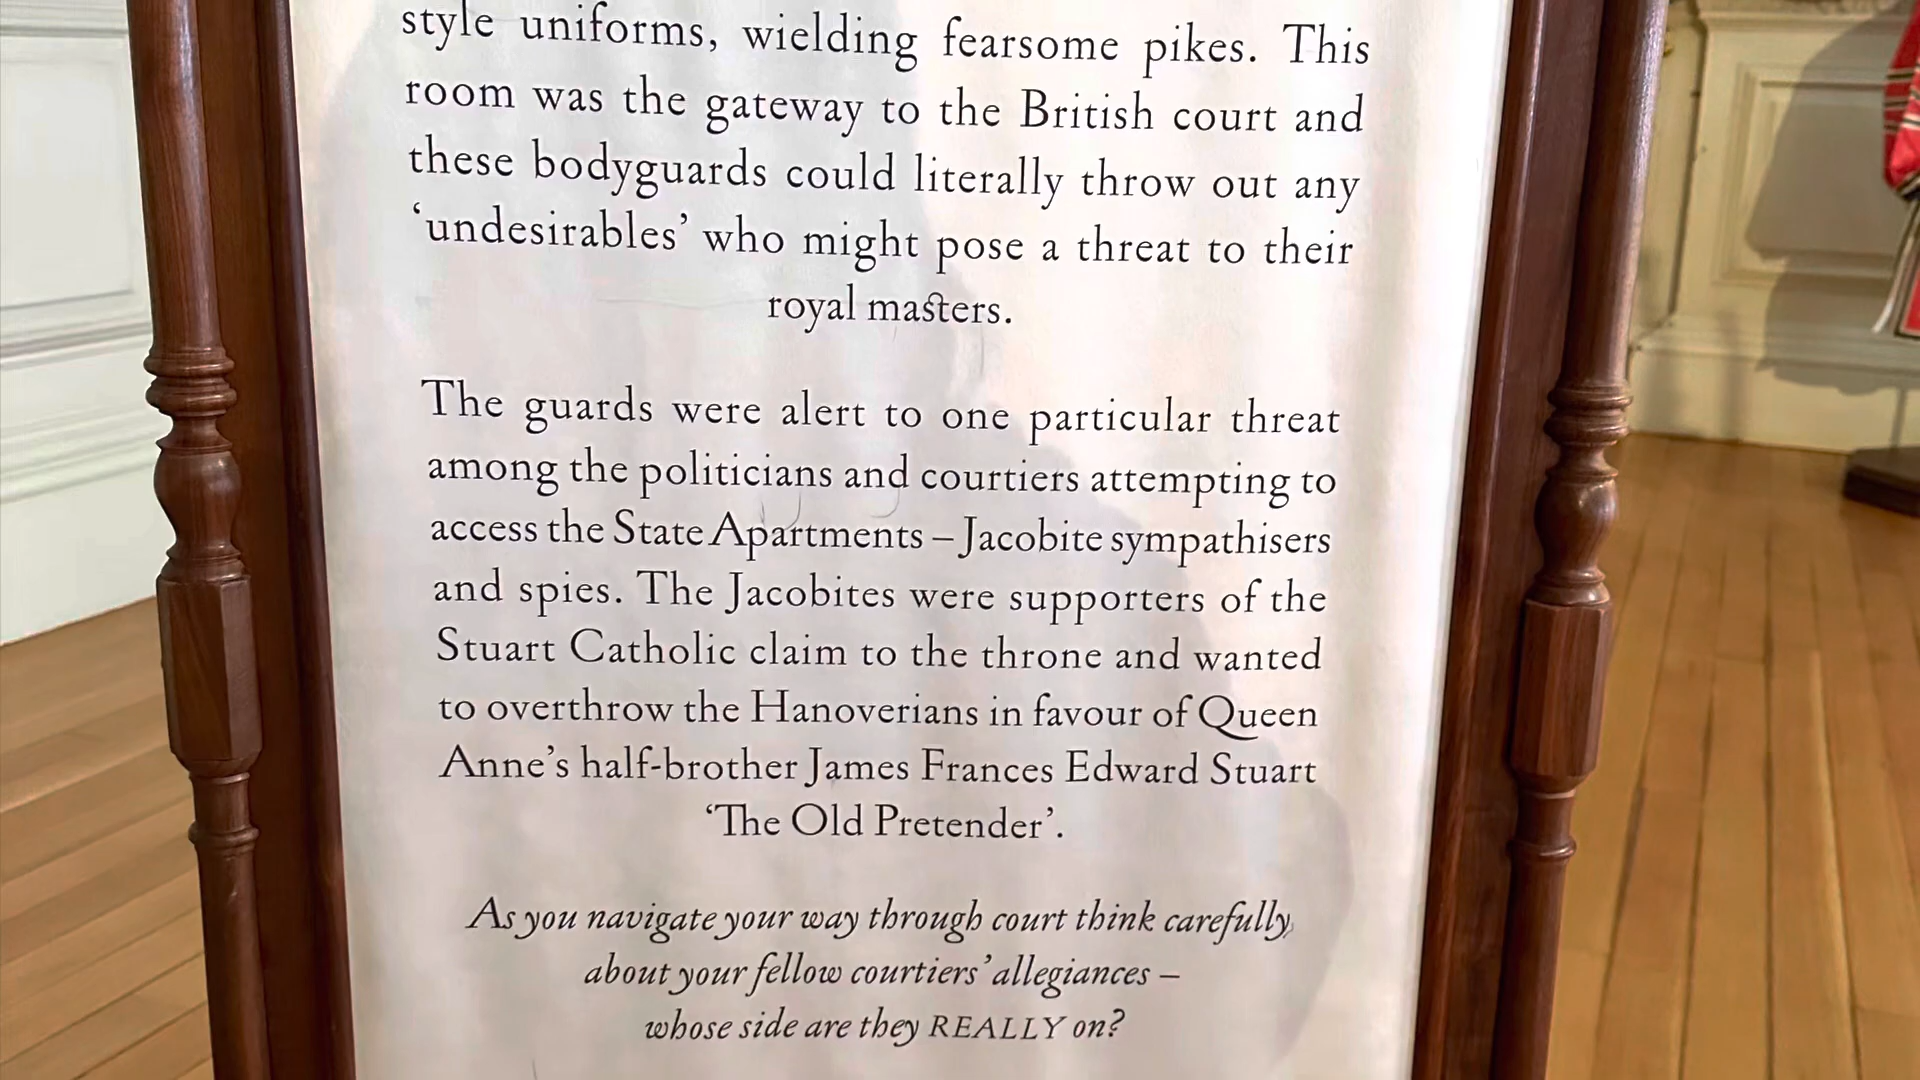 style uniforms, wielding fearsome pikes. This
room was the gateway to the British court and
these bodyguards could literally throw out any
‘undesirables’ who might pose a threat to their
royal masters.
The guards were alert to one particular threat
among the politicians and courtiers attempting to
access the State Apartments – Jacobite sympathisers
and spies. The Jacobites were supporters of the
Stuart Catholic claim to the throne and wanted
to overthrow the Hanoverians in favour of Queen
Anne’s half-brother James Frances Edward Stuart
‘The Old Pretender’.
As you navigate your way through court think carefully,
about your fellow courtiers’ allegiances –
whose side are they REALLY on?